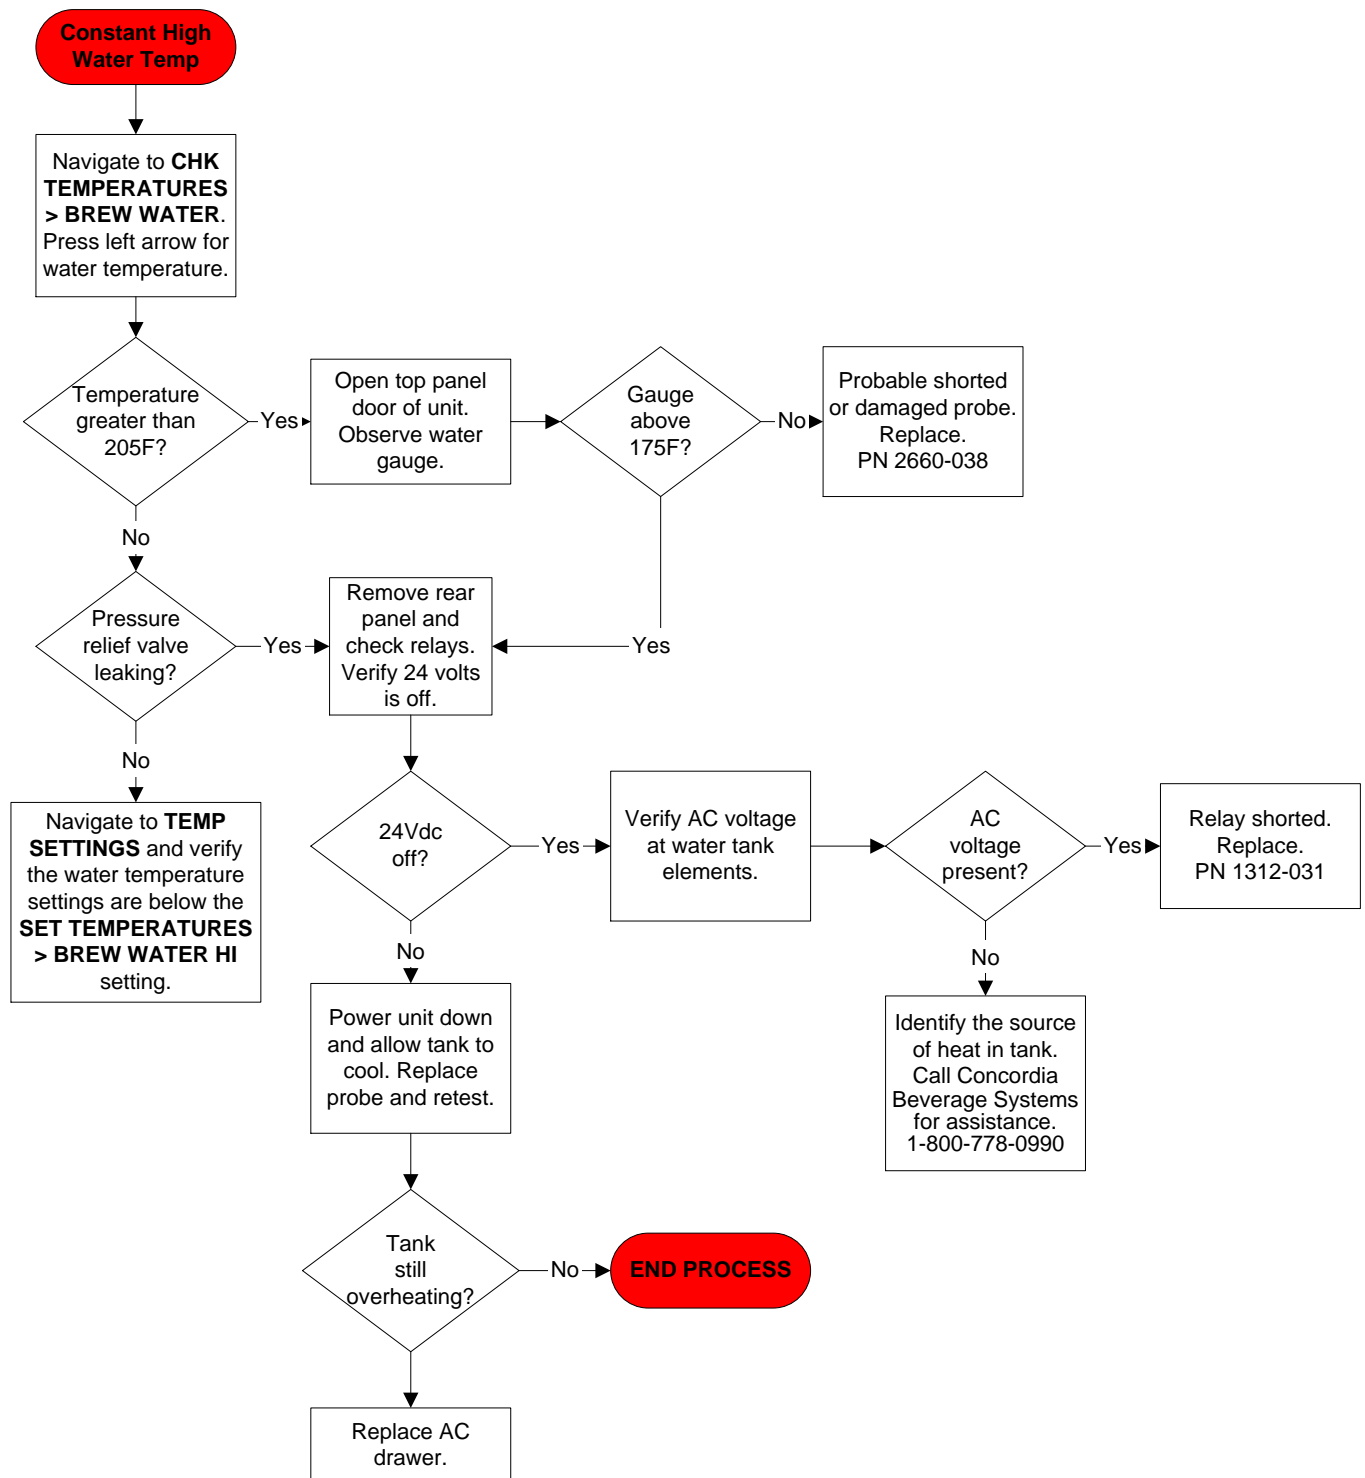 Constant High
Water Temp
Navigate to CHK
TEMPERATURES
> BREW WATER.
Press left arrow for
water temperature.
Temperature
greater than
205F?
Yes
Open top panel
door of unit.
Observe water
gauge.
Gauge
above
175F?
No
Probable shorted
or damaged probe.
Replace.
PN 2660-038
No
Pressure
relief valve
leaking?
Yes
Remove rear
panel and
check relays.
Verify 24 volts
is off.
Yes
No
Navigate to TEMP
SETTINGS and verify
the water temperature
settings are below the
SET TEMPERATURES
> BREW WATER HI
setting.
24Vdc
off?
Yes
Verify AC voltage
at water tank
elements.
AC
voltage
present?
Yes
Relay shorted.
Replace.
PN 1312-031
No
No
Power unit down
and allow tank to
cool. Replace
probe and retest.
Identify the source
of heat in tank.
Call Concordia
Beverage Systems
for assistance.
1-800-778-0990
Tank
still
overheating?
No
END PROCESS
Replace AC
drawer.